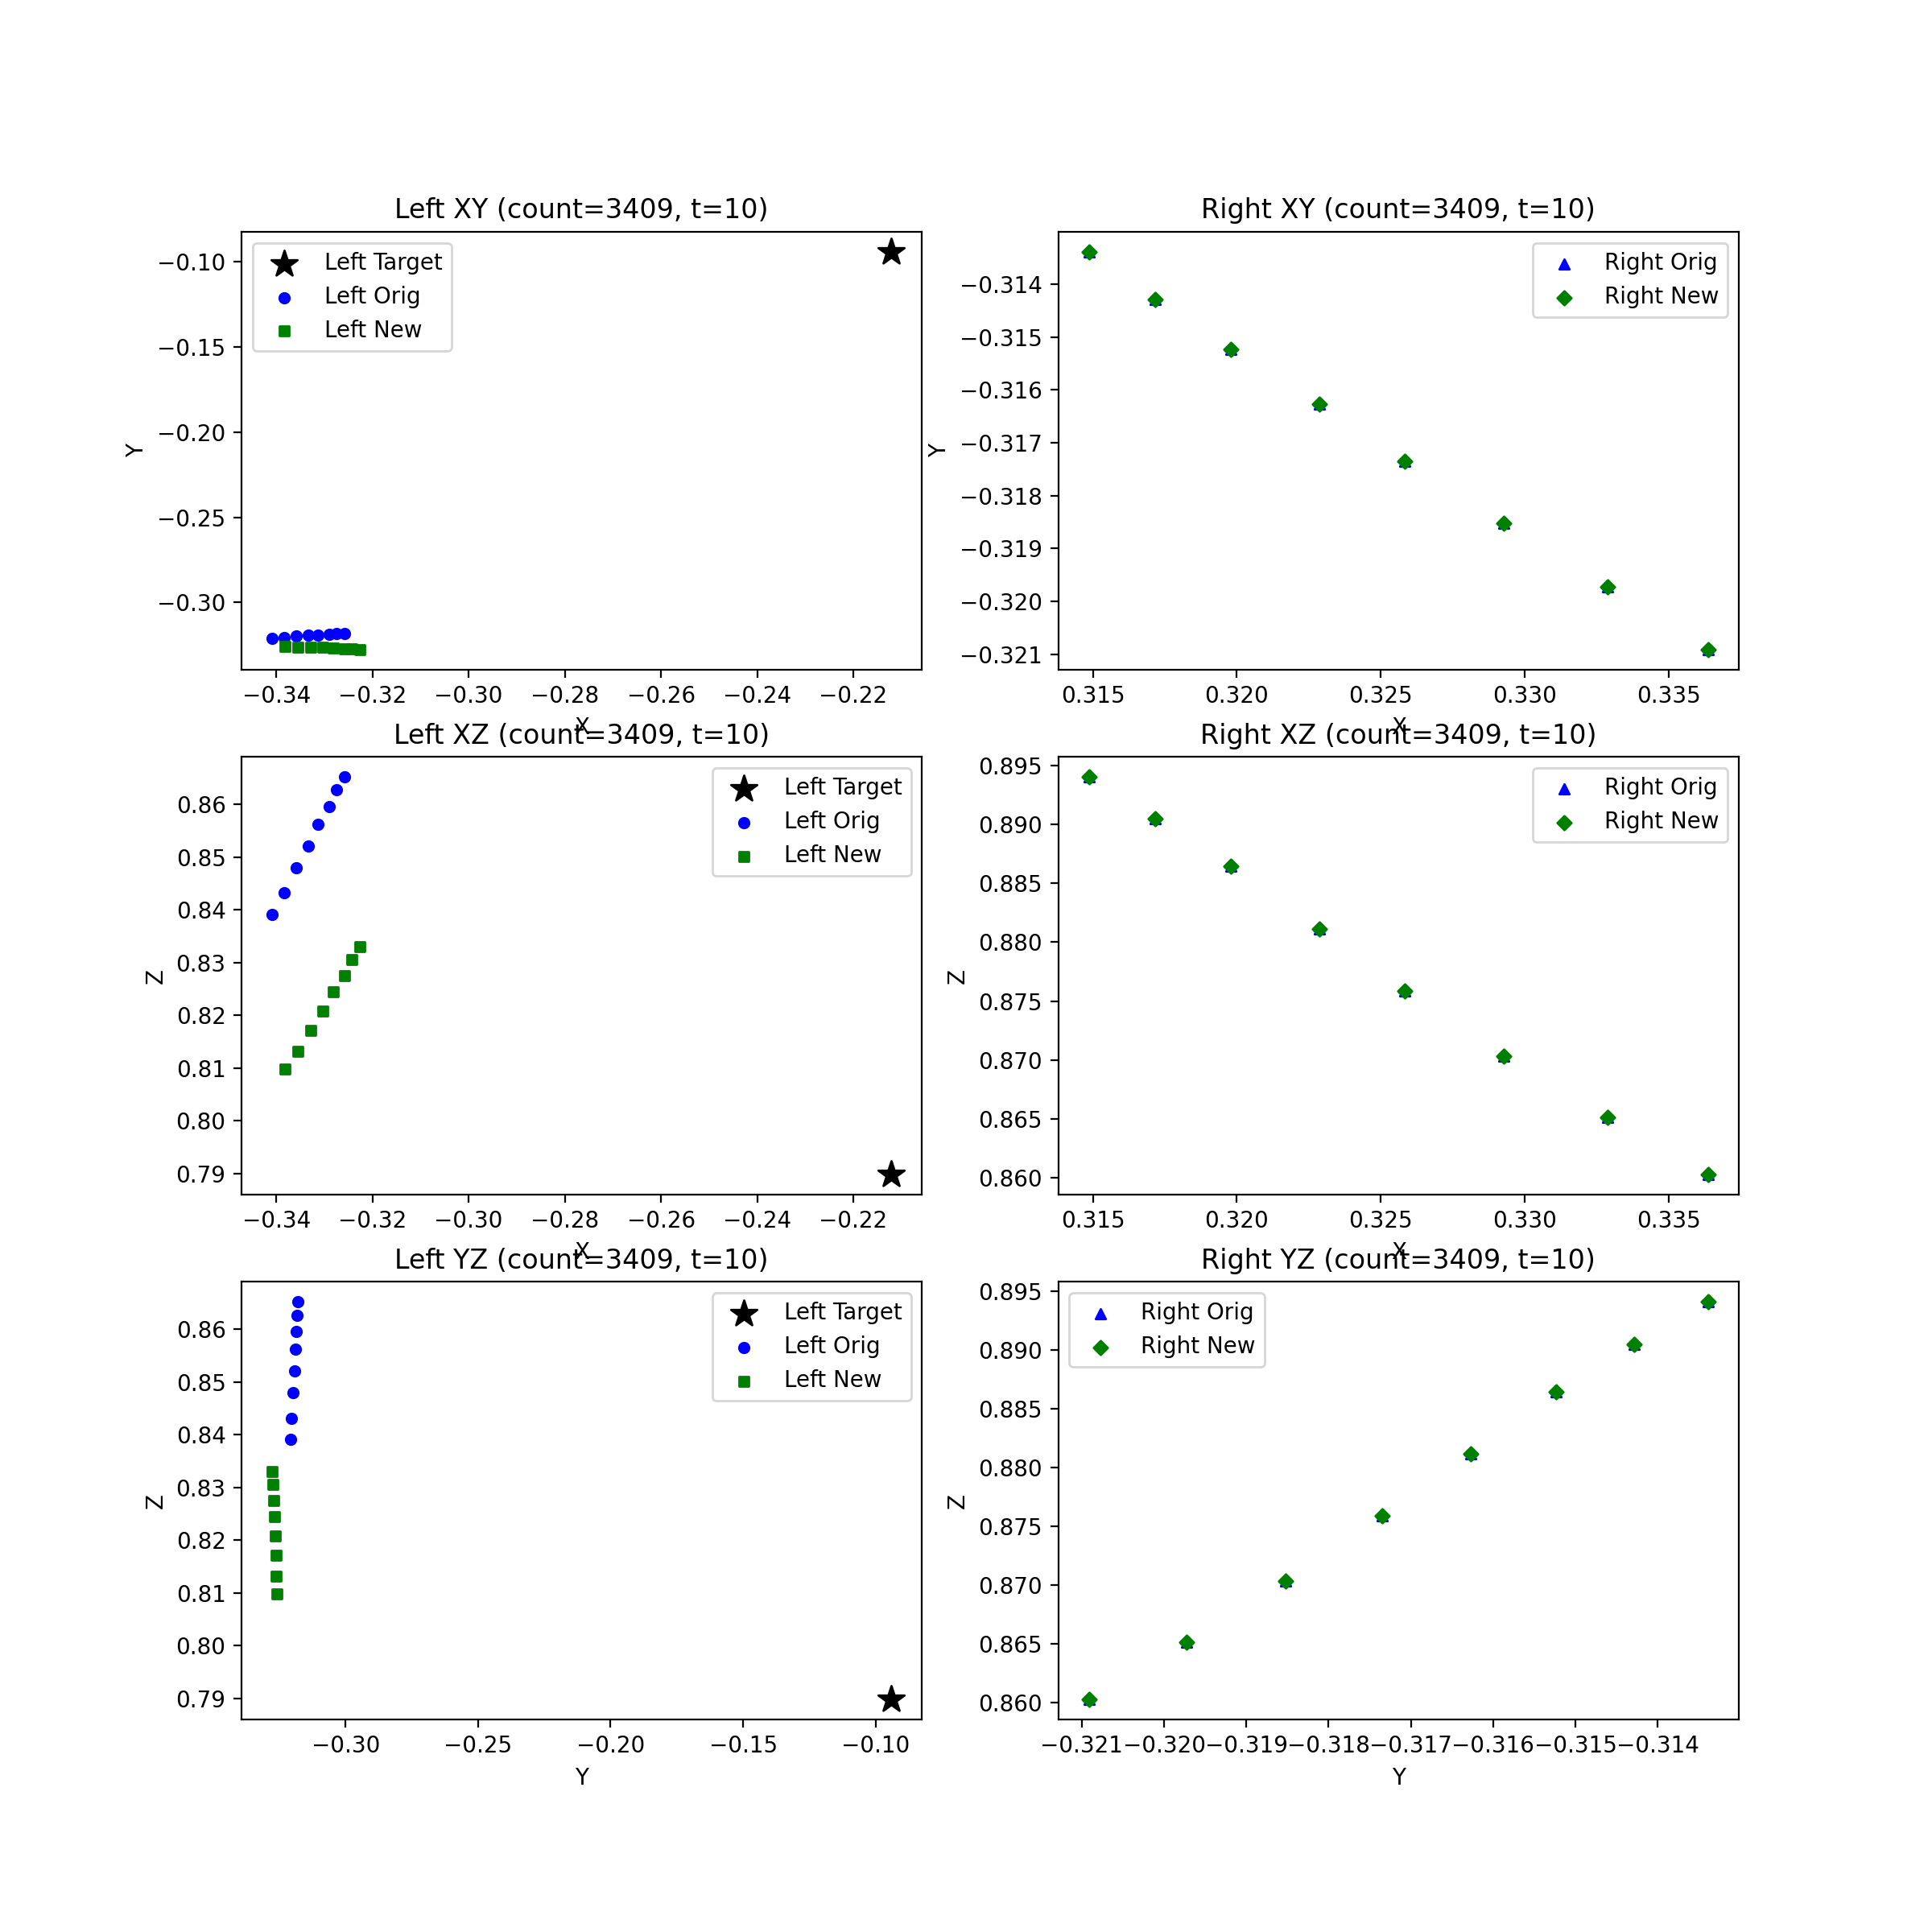 Left XY (count=3409, t=10)
Left Target
Left Orig
Left New
−0.10
−0.15
−0.20
−0.25
−0.30
Y
−0.34 −0.32 −0.30 −0.28 −0.26 −0.24 −0.22
X
Right XY (count=3409, t=10)
Right Orig
Right New
−0.314
−0.315
−0.316
−0.317
−0.318
−0.319
−0.320
−0.321
Y
0.315 0.320 0.325 0.330 0.335
X
Left XZ (count=3409, t=10)
Left Target
Left Orig
Left New
0.86
0.85
0.84
0.83
0.82
0.81
0.80
0.79
Z
−0.34 −0.32 −0.30 −0.28 −0.26 −0.24 −0.22
X
Right XZ (count=3409, t=10)
Right Orig
Right New
0.895
0.890
0.885
0.880
0.875
0.870
0.865
0.860
Z
0.315 0.320 0.325 0.330 0.335
X
Left YZ (count=3409, t=10)
Left Target
Left Orig
Left New
0.86
0.85
0.84
0.83
0.82
0.81
0.80
0.79
Z
−0.30 −0.25 −0.20 −0.15 −0.10
Y
Right YZ (count=3409, t=10)
Right Orig
Right New
0.895
0.890
0.885
0.880
0.875
0.870
0.865
0.860
Z
−0.321 −0.320 −0.319 −0.318 −0.317 −0.316 −0.315 −0.314
Y